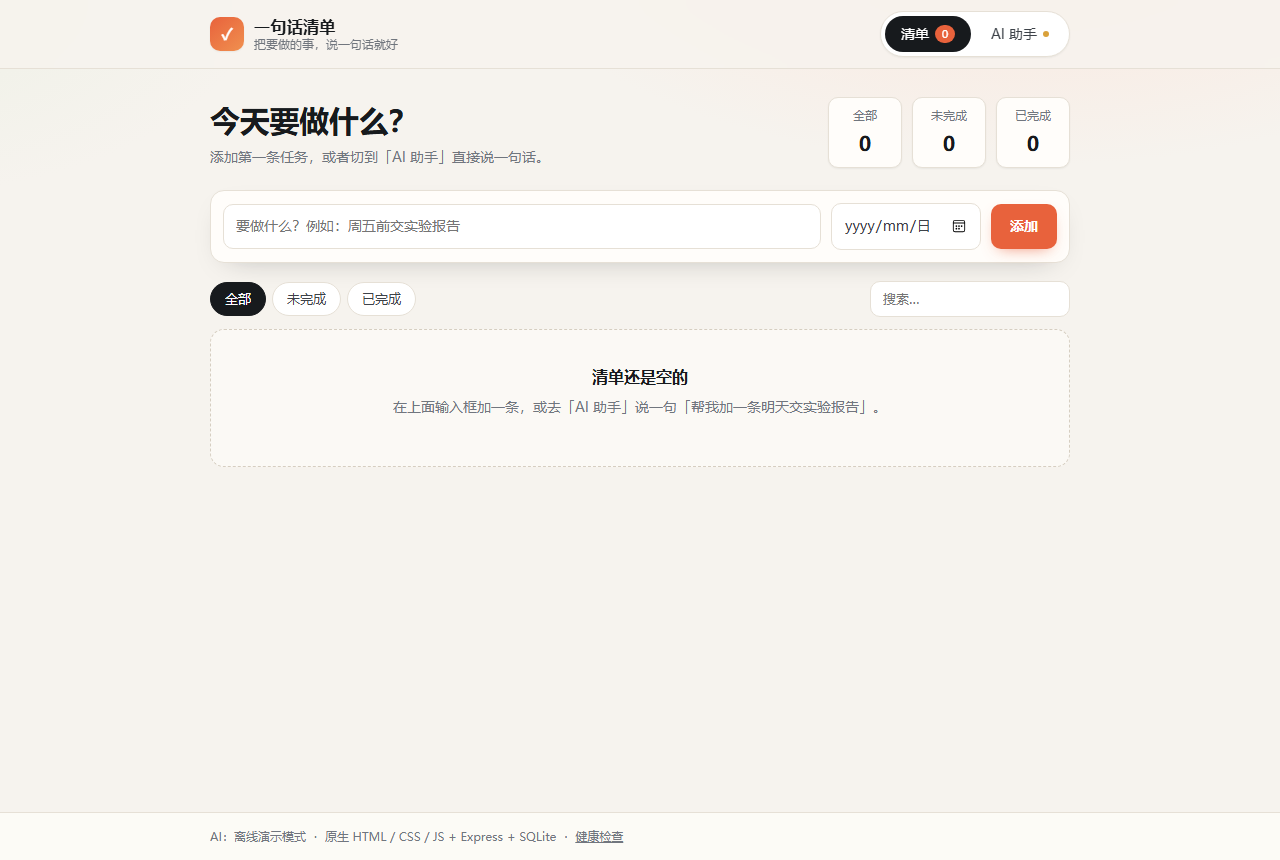 一句话清单
把要做的事，说一句话就好
清单 0
AI 助手
今天要做什么？
添加第一条任务，或者切到「AI 助手」直接说一句话。
全部
0
未完成
0
已完成
0
要做什么？例如：周五前交实验报告
yyyy/mm/日
添加
全部
未完成
已完成
搜索...
清单还是空的
在上面输入框加一条，或去「AI 助手」说一句「帮我加一条明天交实验报告」。
AI：离线演示模式 · 原生 HTML / CSS / JS + Express + SQLite · 健康检查